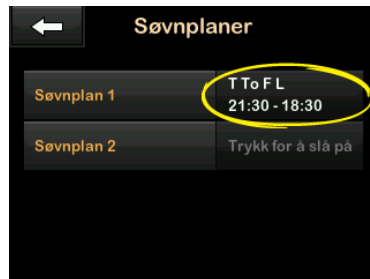 Søvnplaner
Søvnplan 1
T To F L
21:30 - 18:30
Søvnplan 2
Trykk for å slå på